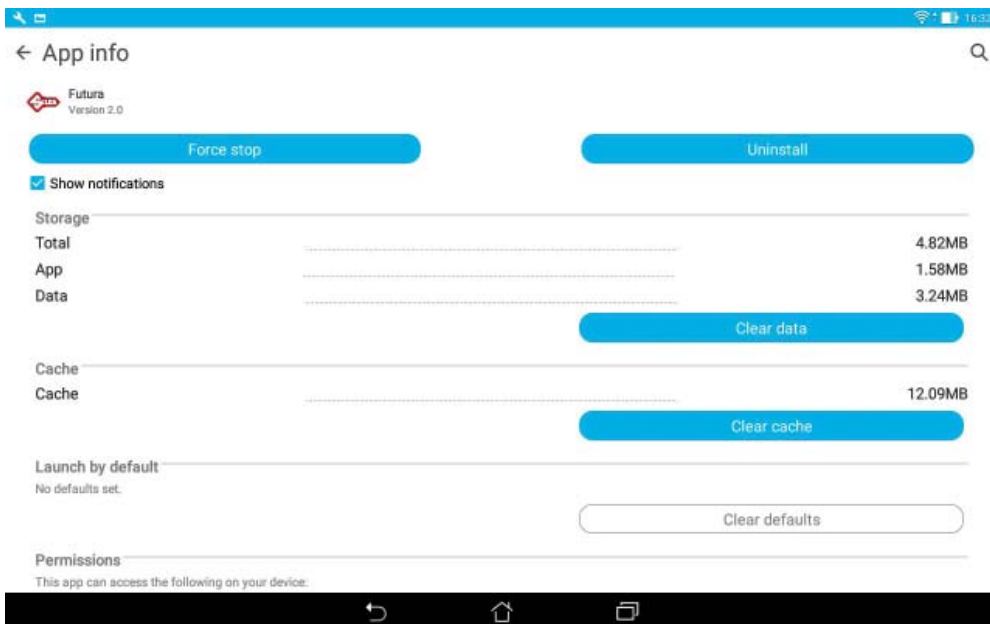 16:32
App info
Futura
Version 2.0
Force stop
Uninstall
Show notifications
Storage
Total 4.82MB
App 1.58MB
Data 3.24MB
Clear data
Cache
Cache 12.09MB
Clear cache
Launch by default
No defaults set.
Clear defaults
Permissions
This app can access the following on your device: